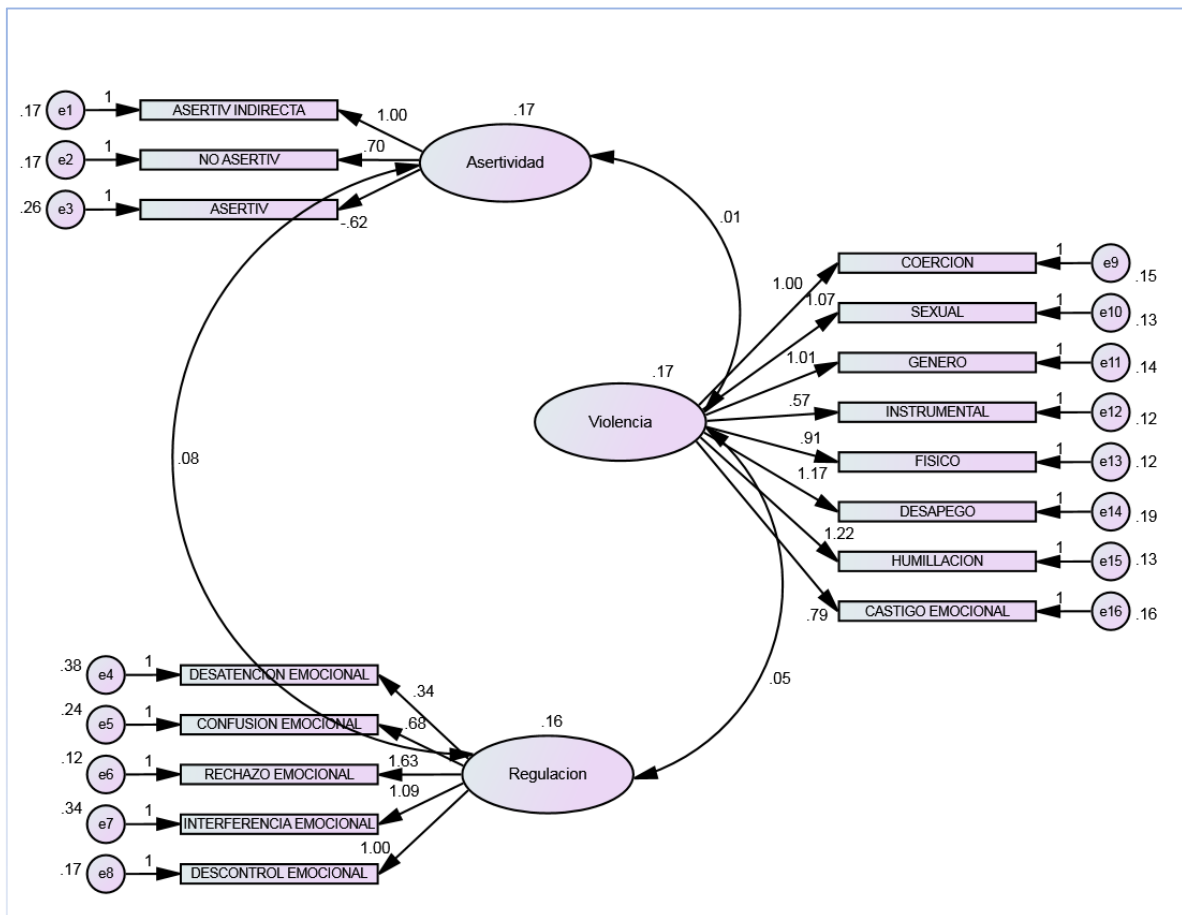 .17 e1 1 ASERTIV INDIRECTA 1.00
.17 e2 1 NO ASERTIV .70
.26 e3 1 ASERTIV -.62
.17
Asertividad
.01
.08
.17
Violencia
1.00 COERCION 1 e9 .15
1.07 SEXUAL 1 e10 .13
1.01 GENERO 1 e11 .14
.57 INSTRUMENTAL 1 e12 .12
.91 FISICO 1 e13 .12
1.17 DESAPEGO 1 e14 .19
1.22 HUMILLACION 1 e15 .13
.79 CASTIGO EMOCIONAL 1 e16 .16
.05
.38 e4 1 DESATENCION EMOCIONAL .34
.24 e5 1 CONFUSION EMOCIONAL .68
.12 e6 1 RECHAZO EMOCIONAL 1.63
.34 e7 1 INTERFERENCIA EMOCIONAL 1.09
.17 e8 1 DESCONTROL EMOCIONAL 1.00
.16
Regulacion